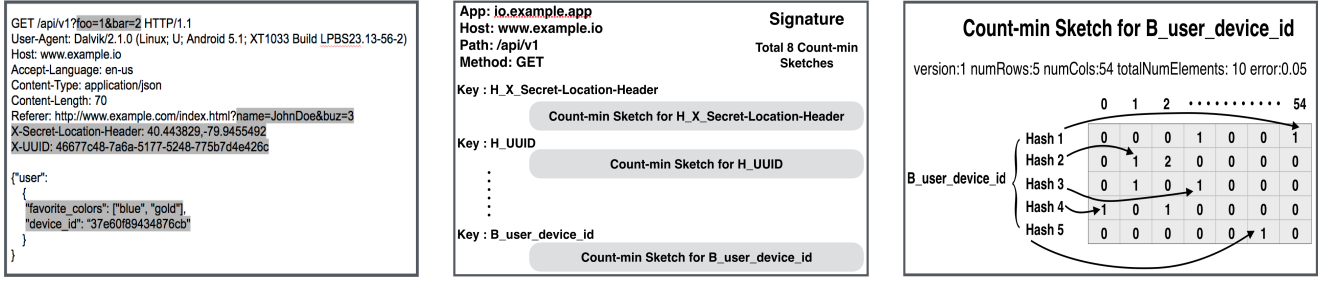 GET /api/v1?foo=1&bar=2 HTTP/1.1
User-Agent: Dalvik/2.1.0 (Linux; U; Android 5.1; XT1033 Build LPBS23.13-56-2)
Host: www.example.io
Accept-Language: en-us
Content-Type: application/json
Content-Length: 70
Referer: http://www.example.com/index.html?name=JohnDoe&buz=3
X-Secret-Location-Header: 40.443829,-79.9455492
X-UUID: 46677c48-7a6a-5177-5248-775b7d4e426c
{"user":
{
"favorite_colors": ["blue", "gold"],
"device_id": "37e60f89434876cb"
}
}
App: io.example.app
Host: www.example.io
Path: /api/v1
Method: GET
Signature
Total 8 Count-min
Sketches
Key : H_X_Secret-Location-Header
Count-min Sketch for H_X_Secret-Location-Header
Key : H_UUID
Count-min Sketch for H_UUID
Key : B_user_device_id
Count-min Sketch for B_user_device_id
Count-min Sketch for B_user_device_id
version:1 numRows:5 numCols:54 totalNumElements: 10 error:0.05
0 1 2 54
Hash 1 0 0 0 1 0 0 1
Hash 2 0 1 2 0 0 0 0
B_user_device_id
Hash 3 0 1 0 1 0 0 0
Hash 4 1 0 1 0 0 0 0
Hash 5 0 0 0 0 0 1 0